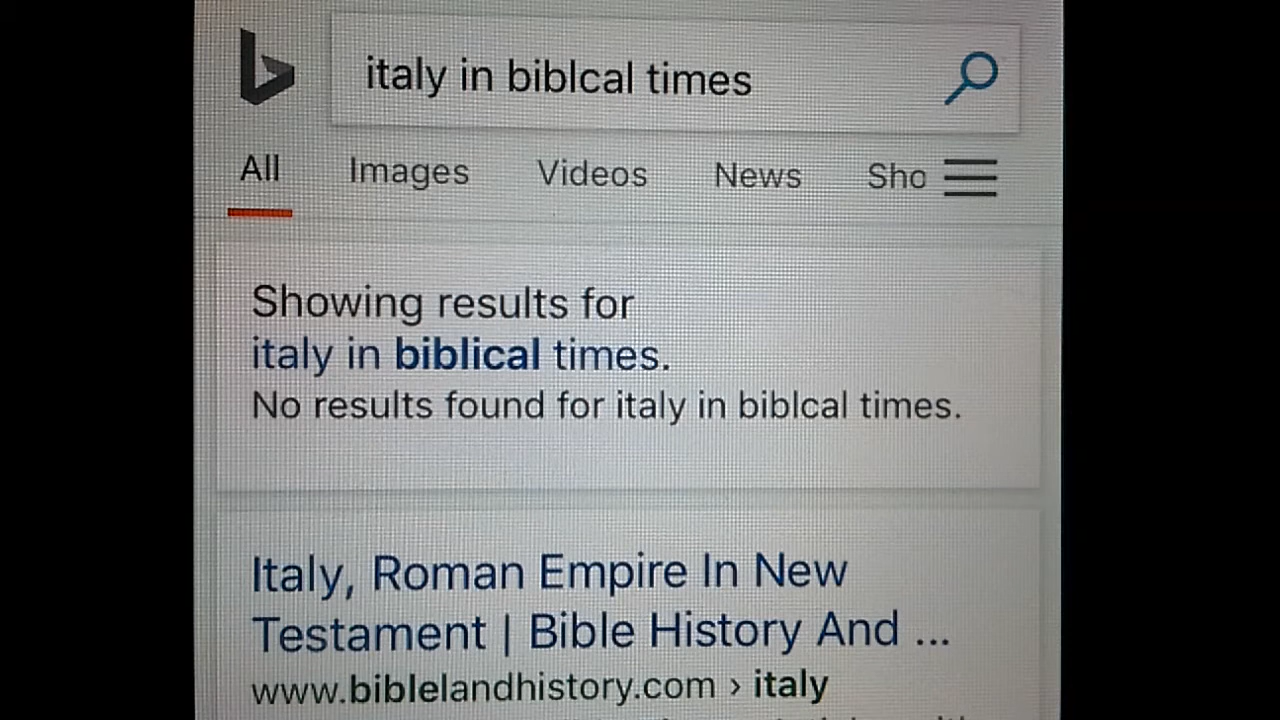 italy in biblcal times
All Images Videos News Sho
Showing results for
italy in biblical times.
No results found for italy in biblcal times.
Italy, Roman Empire In New
Testament | Bible History And ...
www.biblelandhistory.com › italy